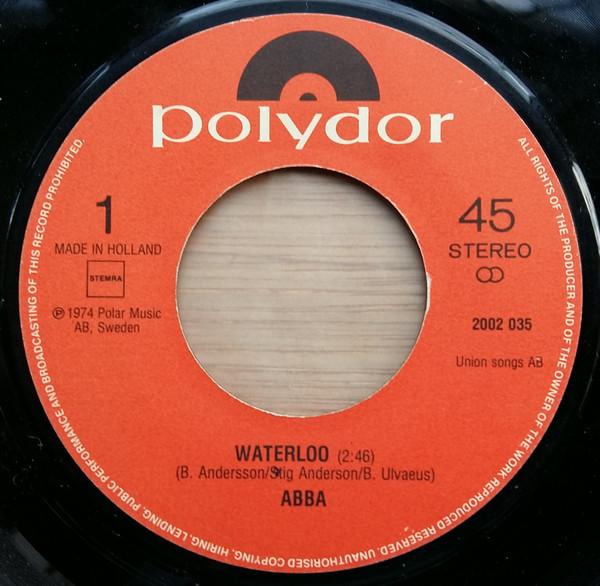 polydor
1
MADE IN HOLLAND
STEMRA
℗ 1974 Polar Music
AB, Sweden
45
STEREO
2002 035
Union songs AB
WATERLOO (2:46)
(B. Andersson/Stig Anderson/B. Ulvaeus)
ABBA
ALL RIGHTS OF THE PRODUCER AND OF THE OWNER OF THE WORK REPRODUCED RESERVED. UNAUTHORISED COPYING, HIRING, LENDING, PUBLIC PERFORMANCE AND BROADCASTING OF THIS RECORD PROHIBITED.